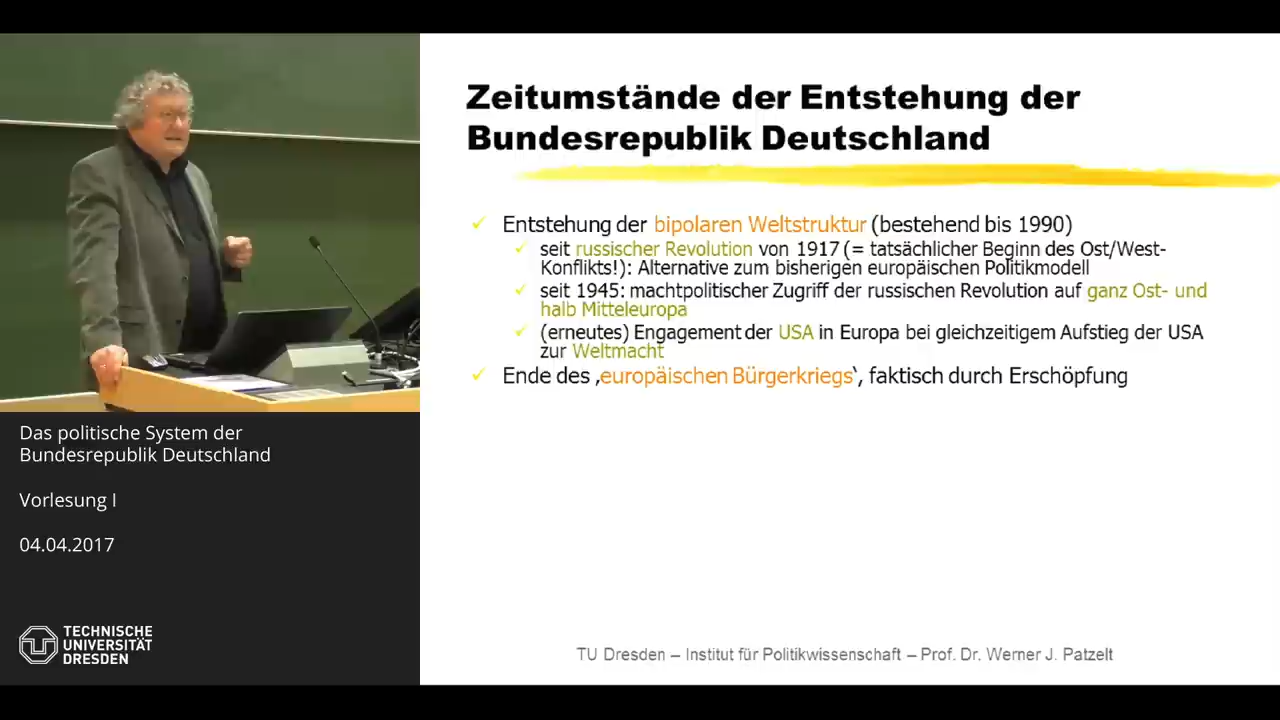 Zeitumstände der Entstehung der
Bundesrepublik Deutschland
Entstehung der bipolaren Weltstruktur (bestehend bis 1990)
seit russischer Revolution von 1917 (= tatsächlicher Beginn des Ost/West-
Konflikts!): Alternative zum bisherigen europäischen Politikmodell
seit 1945: machtpolitischer Zugriff der russischen Revolution auf ganz Ost- und
halb Mitteleuropa
(erneutes) Engagement der USA in Europa bei gleichzeitigem Aufstieg der USA
zur Weltmacht
Ende des ‚europäischen Bürgerkriegs‛, faktisch durch Erschöpfung
TU Dresden – Institut für Politikwissenschaft – Prof. Dr. Werner J. Patzelt
Das politische System der
Bundesrepublik Deutschland
Vorlesung I
04.04.2017
TECHNISCHE
UNIVERSITÄT
DRESDEN